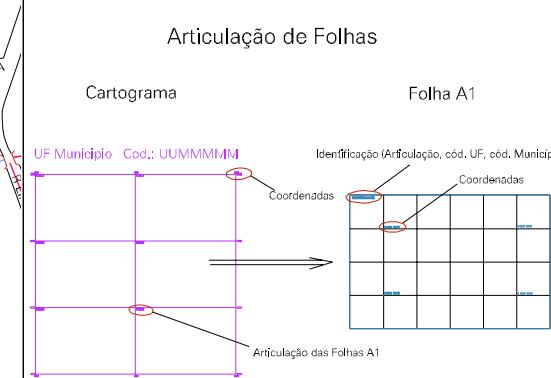 Articulação de Folhas
Cartograma
Folha A1
UF Municipio Cod.: UUMMMMM
Identificação (Articulação, cód. UF, cód. Municíp
Coordenadas
Coordenadas
Articulação das Folhas A1